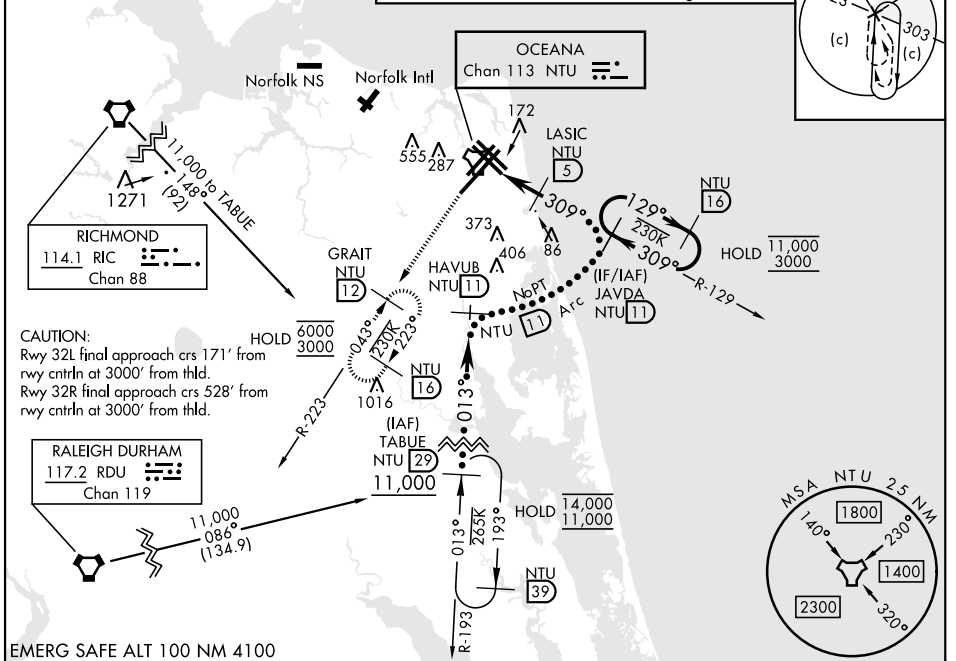 303
(c)
(c)
OCEANA
Chan 113 NTU
Norfolk NS
Norfolk Intl
172
555
287
LASIC
NTU
5
11,000 to TABUE
148°
(92)
1271
309°
129°
230K
309°
NTU
16
HOLD 11,000
3000
R-129
RICHMOND
114.1 RIC
Chan 88
373
406
86
GRAIT
NTU
12
HAVUB
NTU 11
NoPT
NTU 11 Arc
(IF/IAF)
JAVDA
NTU 11
HOLD 6000
3000
043°
230K
223°
NTU
16
1016
R-223
CAUTION:
Rwy 32L final approach crs 171' from
rwy cntrln at 3000' from thld.
Rwy 32R final approach crs 528' from
rwy cntrln at 3000' from thld.
013°
(IAF)
TABUE
NTU 29
11,000
RALEIGH DURHAM
117.2 RDU
Chan 119
11,000
086°
(134.9)
HOLD 14,000
11,000
013°
265K
193°
NTU
39
R-193
MSA NTU 25 NM
1800
140°
230°
1400
2300
320°
EMERG SAFE ALT 100 NM 4100